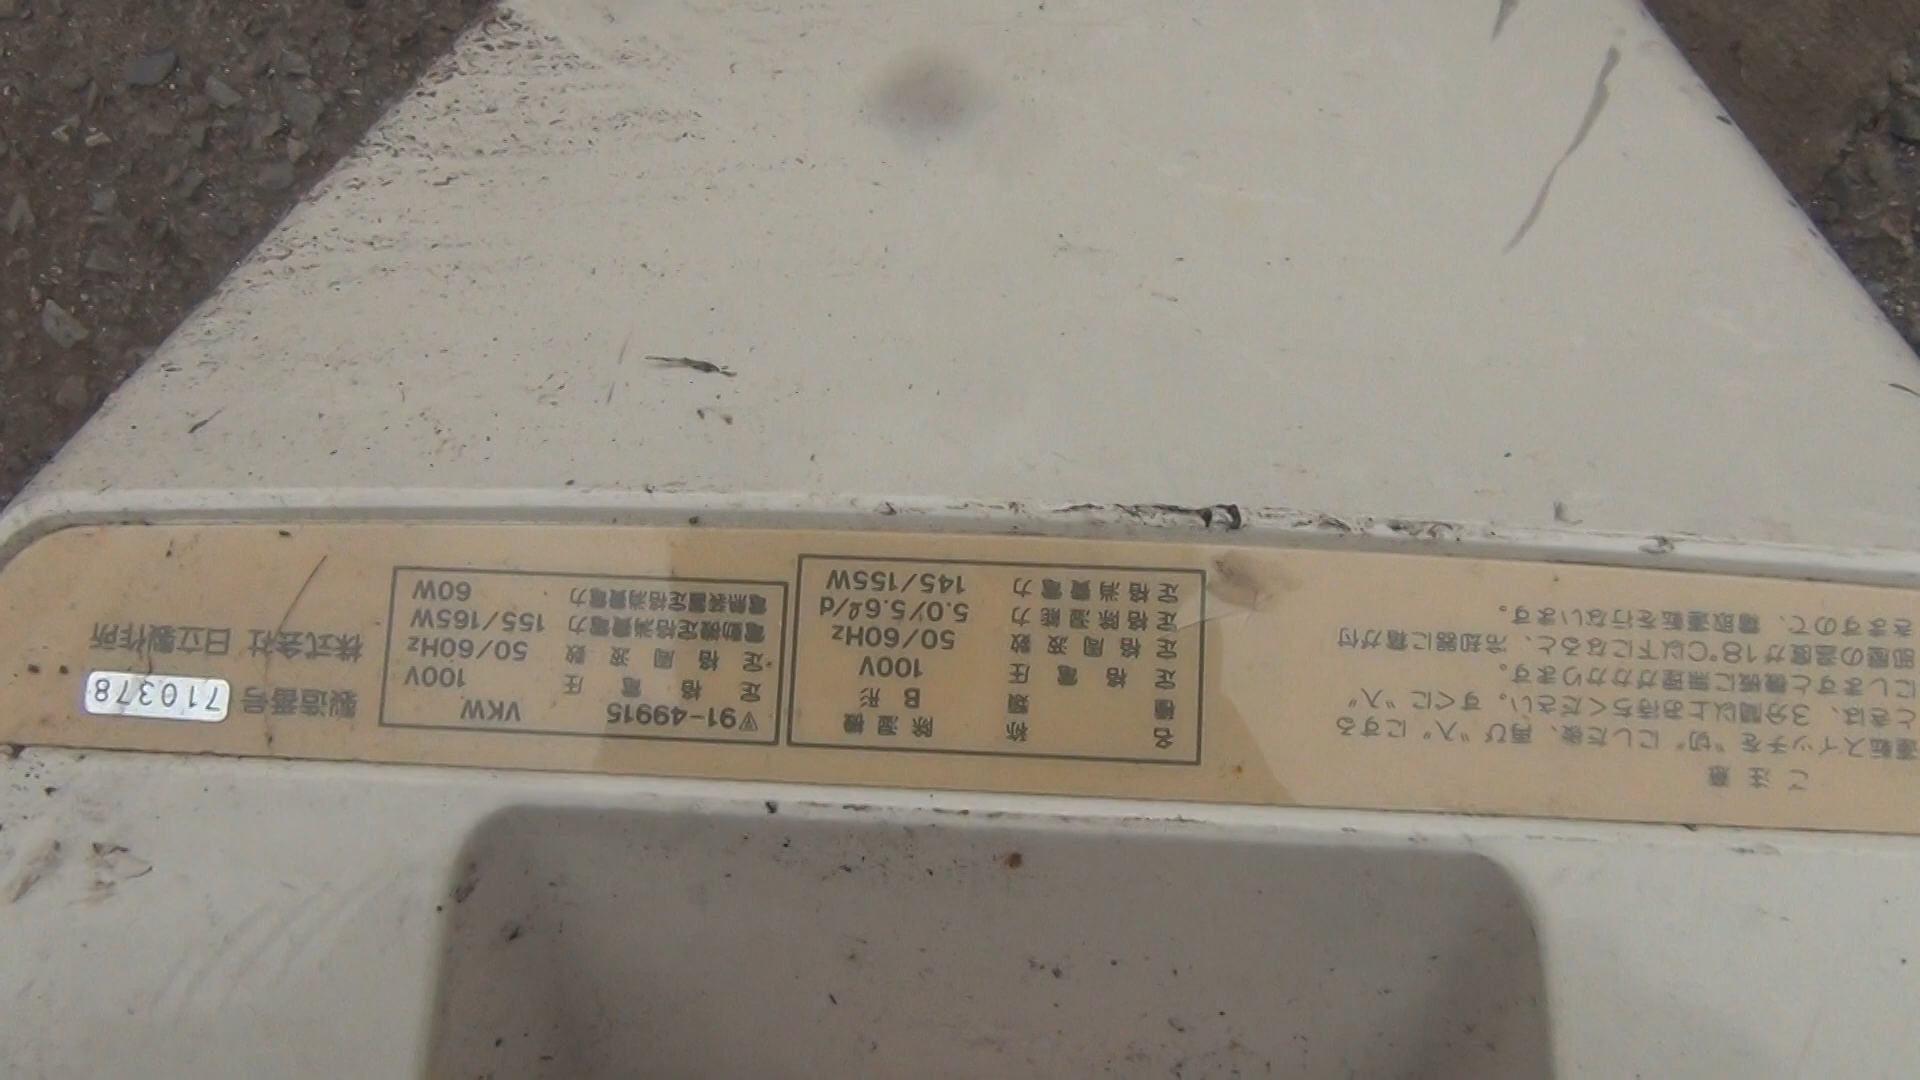 ご注意
運転スイッチを“切”にした後、再び“入”にする
ときは、3分間以上お待ちください。すぐに“入”
にしますと機械に無理がかかります。
部屋の温度が18℃以下になると、冷却器に霜が付
きますので、霜取運転を行ないます。
名称 除湿機
種類 B形
定格電圧 100V
定格周波数 50/60Hz
定格除湿能力 5.0/5.6ℓ/d
定格消費電力 145/155W
91-49915 VKW
定格電圧 100V
定格周波数 50/60Hz
電動機定格消費電力 155/165W
電熱装置定格消費電力 60W
製造番号 710378
株式会社 日立製作所